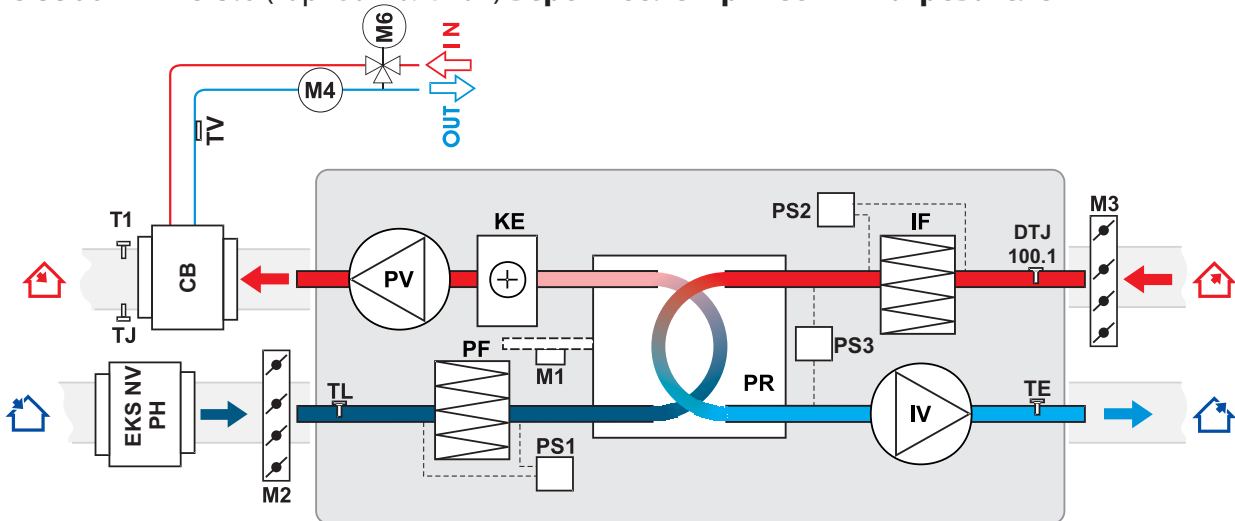 M6
IN
M4
OUT
TV
T1
KE
PS2
IF
M3
DTJ
100.1
CB
PV
TJ
PF
M1
PS3
EKS NV
PH
TL
PR
IV
TE
PS1
M2